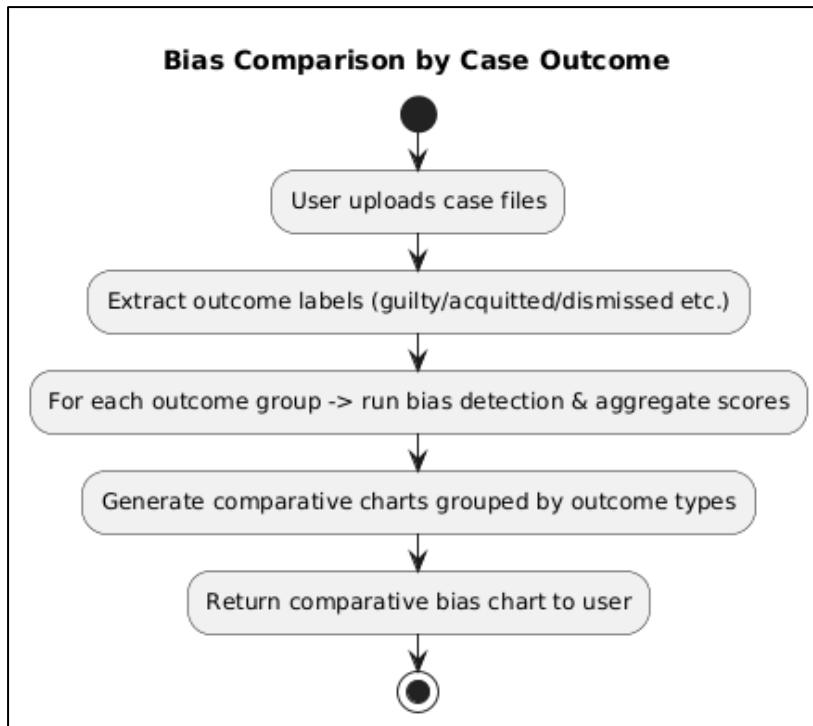 Bias Comparison by Case Outcome
User uploads case files
Extract outcome labels (guilty/acquitted/dismissed etc.)
For each outcome group -> run bias detection & aggregate scores
Generate comparative charts grouped by outcome types
Return comparative bias chart to user